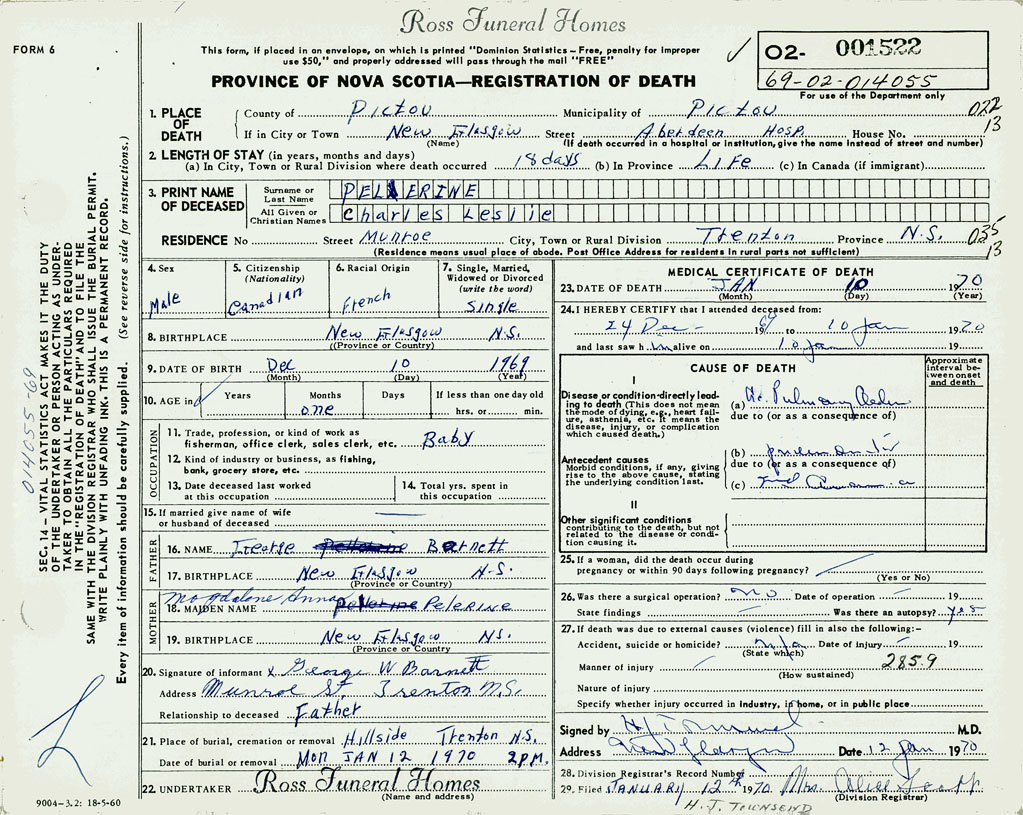 Ross Funeral Homes
FORM 6
This form, if placed in an envelope, on which is printed "Dominion Statistics – Free, penalty for improper
use $50," and properly addressed will pass through the mail "FREE"
PROVINCE OF NOVA SCOTIA—REGISTRATION OF DEATH
02- 001522
69-02-014055
For use of the Department only
1. PLACE OF DEATH
County of Pictou Municipality of Pictou 022
If in City or Town New Glasgow Street Aberdeen Hosp. House No. 13
(Name) (If death occurred in a hospital or institution, give the name instead of street and number)
2. LENGTH OF STAY (in years, months and days)
(a) In City, Town or Rural Division where death occurred 18 days (b) In Province Life (c) In Canada (if immigrant)
3. PRINT NAME OF DECEASED
Surname or Last Name PELLERINE
All Given or Christian Names Charles Leslie
RESIDENCE No Street Munroe City, Town or Rural Division Trenton Province N.S. 035
13
(Residence means usual place of abode. Post Office Address for residents in rural parts not sufficient)
4. Sex Male
5. Citizenship (Nationality) Canadian
6. Racial Origin French
7. Single, Married, Widowed or Divorced (write the word) Single
8. BIRTHPLACE New Glasgow N.S.
(Province or Country)
9. DATE OF BIRTH Dec 10 1969
(Month) (Day) (Year)
10. AGE in Years Months Days If less than one day old
one hrs. or min.
OCCUPATION
11. Trade, profession, or kind of work as
fisherman, office clerk, sales clerk, etc. Baby
12. Kind of industry or business, as fishing,
bank, grocery store, etc.
13. Date deceased last worked
at this occupation
14. Total yrs. spent in
this occupation
15. If married give name of wife
or husband of deceased
FATHER
16. NAME George Barnett
17. BIRTHPLACE New Glasgow N.S.
(Province or Country)
MOTHER
Magdalene Anna
18. MAIDEN NAME Pelerine
19. BIRTHPLACE New Glasgow N.S.
(Province or Country
20. Signature of informant x George W Barnett
Address Munroe St. Trenton N.S.
Relationship to deceased Father
21. Place of burial, cremation or removal Hillside Trenton N.S.
Date of burial or removal Mon JAN 12 1970 2 P.M.
22. UNDERTAKER Ross Funeral Homes
(Name and address)
9004-3.2: 18-5-60
MEDICAL CERTIFICATE OF DEATH
23. DATE OF DEATH JAN 10 1970
(Month) (Day) (Year)
24. I HEREBY CERTIFY that I attended deceased from:
24 Dec 1969 to 10 Jan 1970
and last saw him alive on 10 Jan
CAUSE OF DEATH
Approximate interval between onset and death
I
Disease or condition directly leading to death (This does not mean the mode of dying, e.g., heart failure, asthenia, etc. It means the disease, injury, or complication which caused death.)
(a) Pulmonary
due to (or as a consequence of)
Antecedent causes
Morbid conditions, if any, giving rise to the above cause, stating the underlying condition last.
(b)
due to (or as a consequence of)
(c)
II
Other significant conditions
contributing to the death, but not related to the disease or condition causing it.
25. If a woman, did the death occur during
pregnancy or within 90 days following pregnancy?
(Yes or No)
26. Was there a surgical operation? no Date of operation 19
State findings Was there an autopsy? yes
27. If death was due to external causes (violence) fill in also the following:–
Accident, suicide or homicide? Date of injury 19
(State which)
Manner of injury 285.9
(How sustained)
Nature of injury
Specify whether injury occurred in industry, in home, or in public place
Signed by M.D.
Address New Glasgow Date 12 Jan 1970
28. Division Registrar's Record Number
29. Filed JANUARY 12th 1970 Mrs. Alice
(Division Registrar)
H. J. TOWNSEND
014055-69
SEC. 14 – VITAL STATISTICS ACT MAKES IT THE DUTY
OF THE UNDERTAKER OR PERSON ACTING AS UNDER-
TAKER TO OBTAIN ALL THE PARTICULARS REQUIRED
IN THE "REGISTRATION OF DEATH" AND TO FILE THE
SAME WITH THE DIVISION REGISTRAR WHO SHALL ISSUE THE BURIAL PERMIT.
WRITE PLAINLY WITH UNFADING INK. THIS IS A PERMANENT RECORD.
Every item of information should be carefully supplied. (See reverse side for instructions.)